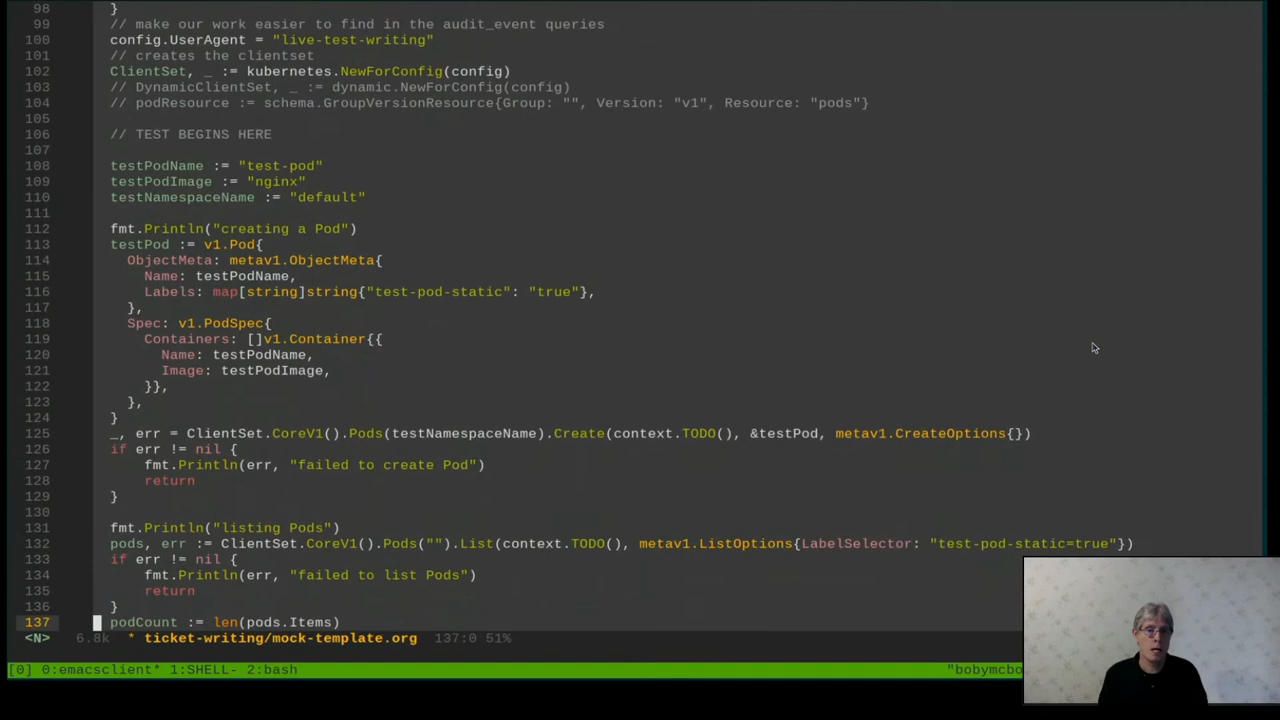 98 }
99 // make our work easier to find in the audit_event queries
100 config.UserAgent = "live-test-writing"
101 // creates the clientset
102 ClientSet, _ := kubernetes.NewForConfig(config)
103 // DynamicClientSet, _ := dynamic.NewForConfig(config)
104 // podResource := schema.GroupVersionResource{Group: "", Version: "v1", Resource: "pods"}
105
106 // TEST BEGINS HERE
107
108 testPodName := "test-pod"
109 testPodImage := "nginx"
110 testNamespaceName := "default"
111
112 fmt.Println("creating a Pod")
113 testPod := v1.Pod{
114 ObjectMeta: metav1.ObjectMeta{
115 Name: testPodName,
116 Labels: map[string]string{"test-pod-static": "true"},
117 },
118 Spec: v1.PodSpec{
119 Containers: []v1.Container{{
120 Name: testPodName,
121 Image: testPodImage,
122 }},
123 },
124 }
125 _, err = ClientSet.CoreV1().Pods(testNamespaceName).Create(context.TODO(), &testPod, metav1.CreateOptions{})
126 if err != nil {
127 fmt.Println(err, "failed to create Pod")
128 return
129 }
130
131 fmt.Println("listing Pods")
132 pods, err := ClientSet.CoreV1().Pods("").List(context.TODO(), metav1.ListOptions{LabelSelector: "test-pod-static=true"})
133 if err != nil {
134 fmt.Println(err, "failed to list Pods")
135 return
136 }
137 podCount := len(pods.Items)
<N> 6.8k * ticket-writing/mock-template.org 137:0 51%
[0] 0:emacsclient* 1:SHELL- 2:bash "bobymcbo